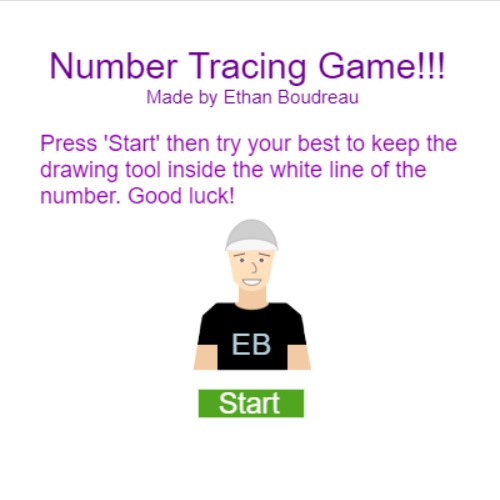 Number Tracing Game!!!
Made by Ethan Boudreau
Press 'Start' then try your best to keep the
drawing tool inside the white line of the
number. Good luck!
EB
Start